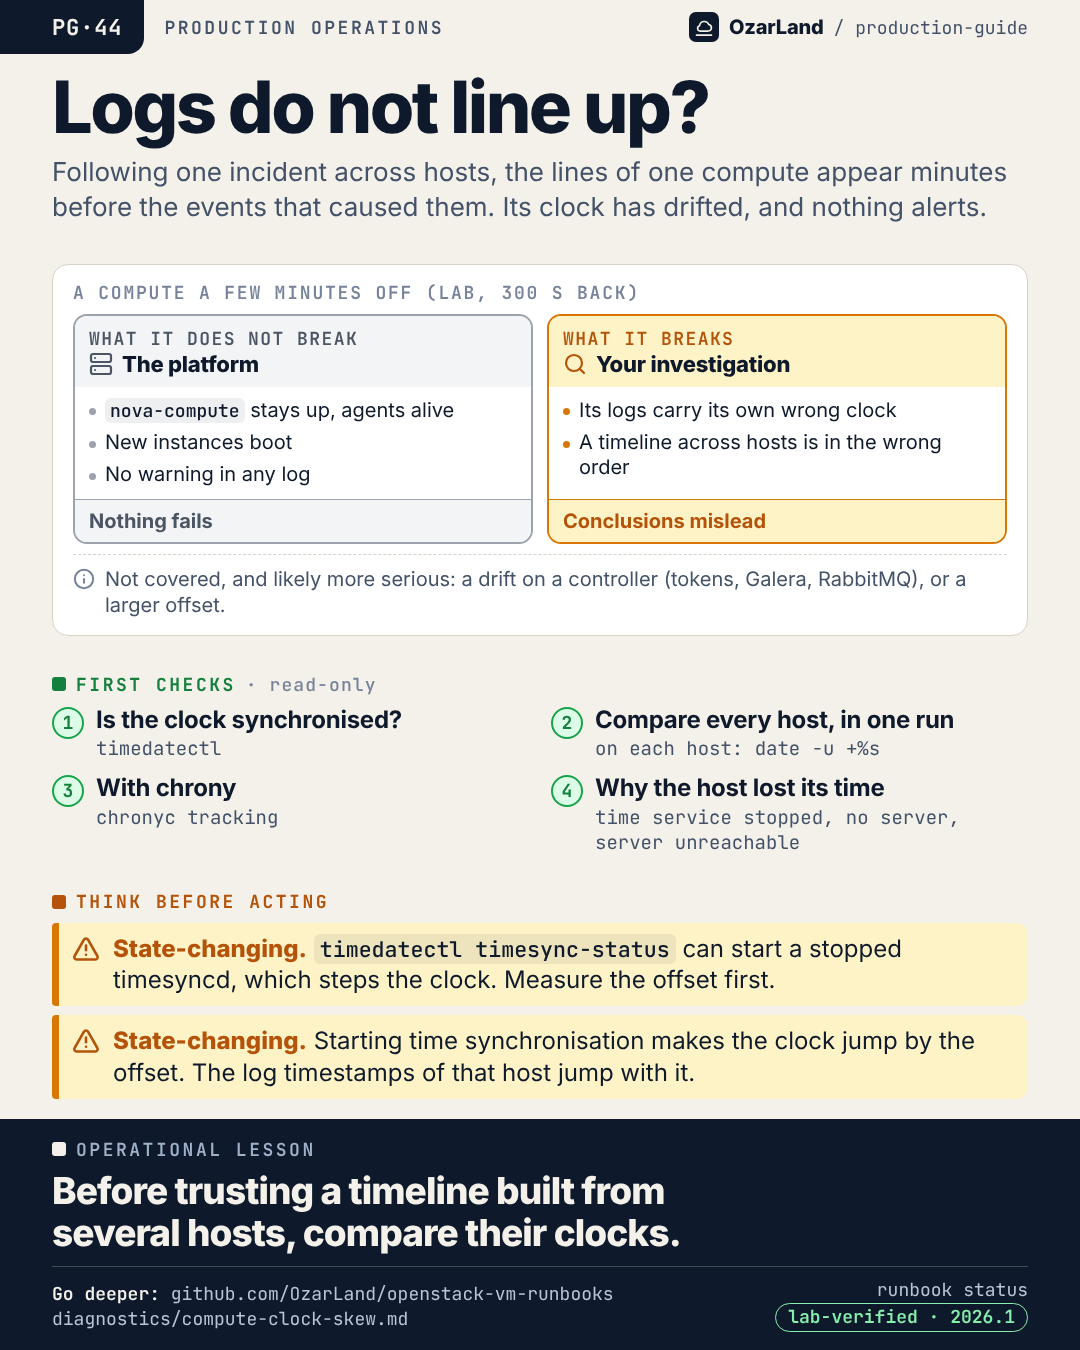 PG·44
PRODUCTION OPERATIONS
OzarLand / production-guide
Logs do not line up?
Following one incident across hosts, the lines of one compute appear minutes
before the events that caused them. Its clock has drifted, and nothing alerts.
A COMPUTE A FEW MINUTES OFF (LAB, 300 S BACK)
WHAT IT DOES NOT BREAK
The platform
nova-compute stays up, agents alive
New instances boot
No warning in any log
Nothing fails
WHAT IT BREAKS
Your investigation
Its logs carry its own wrong clock
A timeline across hosts is in the wrong
order
Conclusions mislead
Not covered, and likely more serious: a drift on a controller (tokens, Galera, RabbitMQ), or a
larger offset.
FIRST CHECKS · read-only
1 Is the clock synchronised?
timedatectl
2 Compare every host, in one run
on each host: date -u +%s
3 With chrony
chronyc tracking
4 Why the host lost its time
time service stopped, no server,
server unreachable
THINK BEFORE ACTING
State-changing. timedatectl timesync-status can start a stopped
timesyncd, which steps the clock. Measure the offset first.
State-changing. Starting time synchronisation makes the clock jump by the
offset. The log timestamps of that host jump with it.
OPERATIONAL LESSON
Before trusting a timeline built from
several hosts, compare their clocks.
Go deeper: github.com/OzarLand/openstack-vm-runbooks
diagnostics/compute-clock-skew.md
runbook status
lab-verified · 2026.1